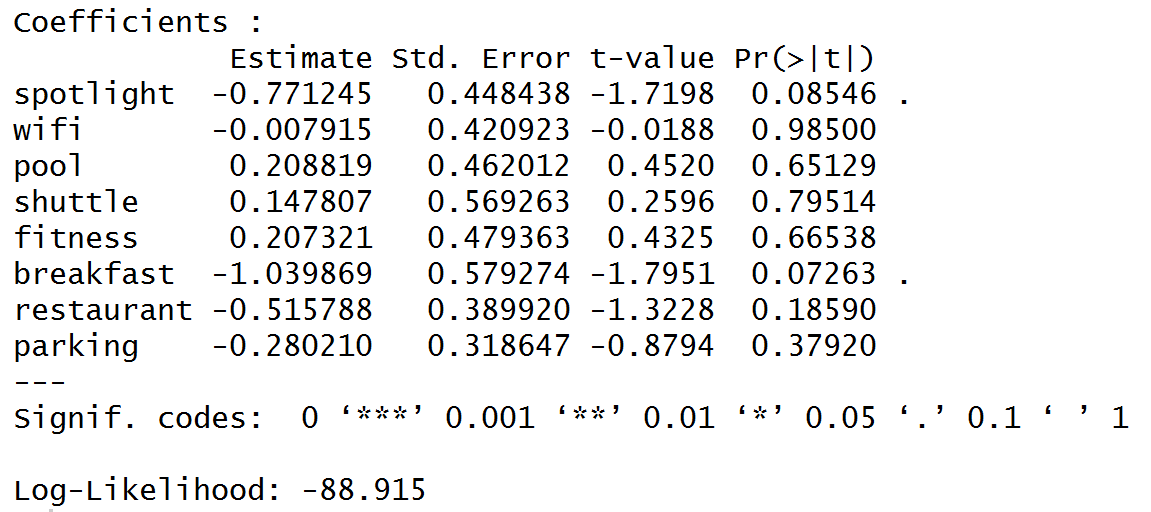 Coefficients :
Estimate Std. Error t-value Pr(>|t|)
spotlight -0.771245 0.448438 -1.7198 0.08546 .
wifi -0.007915 0.420923 -0.0188 0.98500
pool 0.208819 0.462012 0.4520 0.65129
shuttle 0.147807 0.569263 0.2596 0.79514
fitness 0.207321 0.479363 0.4325 0.66538
breakfast -1.039869 0.579274 -1.7951 0.07263 .
restaurant -0.515788 0.389920 -1.3228 0.18590
parking -0.280210 0.318647 -0.8794 0.37920
---
Signif. codes: 0 ‘***’ 0.001 ‘**’ 0.01 ‘*’ 0.05 ‘.’ 0.1 ‘ ’ 1
Log-Likelihood: -88.915